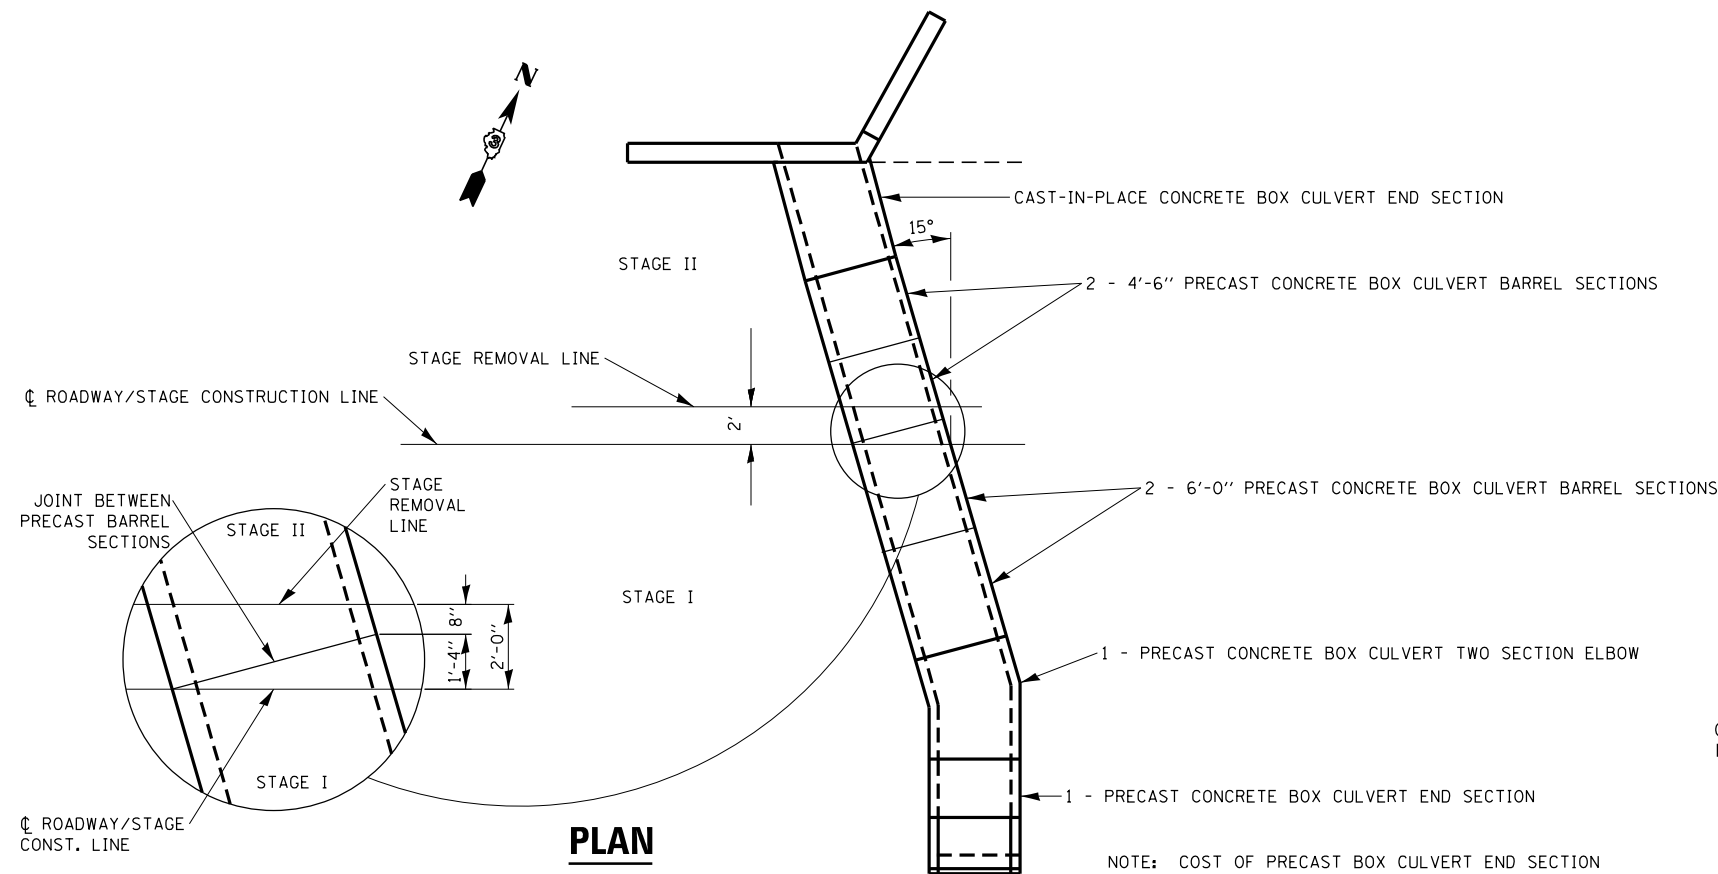 N
3
CAST-IN-PLACE CONCRETE BOX CULVERT END SECTION
15°
STAGE II
2 - 4'-6'' PRECAST CONCRETE BOX CULVERT BARREL SECTIONS
STAGE REMOVAL LINE
℄ ROADWAY/STAGE CONSTRUCTION LINE
2'
STAGE
REMOVAL
LINE
JOINT BETWEEN
PRECAST BARREL
SECTIONS
STAGE II
2 - 6'-0'' PRECAST CONCRETE BOX CULVERT BARREL SECTIONS
STAGE I
8''
1'-4''
2'-0''
1 - PRECAST CONCRETE BOX CULVERT TWO SECTION ELBOW
STAGE I
1 - PRECAST CONCRETE BOX CULVERT END SECTION
℄ ROADWAY/STAGE
CONST. LINE
PLAN
NOTE: COST OF PRECAST BOX CULVERT END SECTION